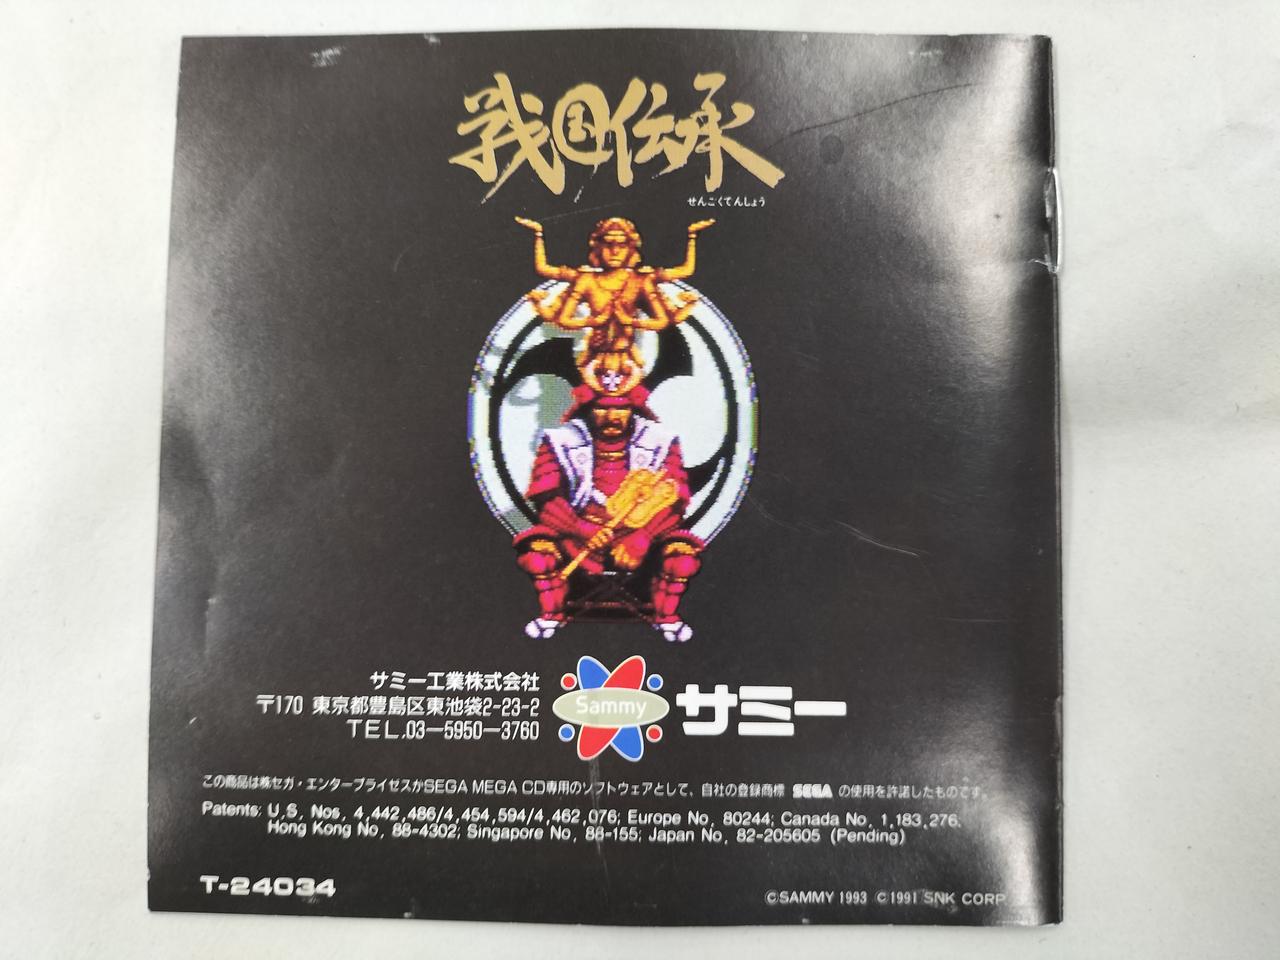 戦国伝承
せんごくでんしょう
サミー工業株式会社
〒170 東京都豊島区東池袋2-23-2
TEL.03-5950-3760
Sammy
サミー
この商品は㈱セガ・エンタープライゼスがSEGA MEGA CD専用のソフトウェアとして、自社の登録商標 SEGA の使用を許諾したものです。
Patents: U.S. Nos. 4,442,486/4,454,594/4,462,076; Europe No. 80244; Canada No. 1,183,276;
Hong Kong No. 88-4302; Singapore No. 88-155; Japan No. 82-205605 (Pending)
T-24034
©SAMMY 1993 ©1991 SNK CORP.